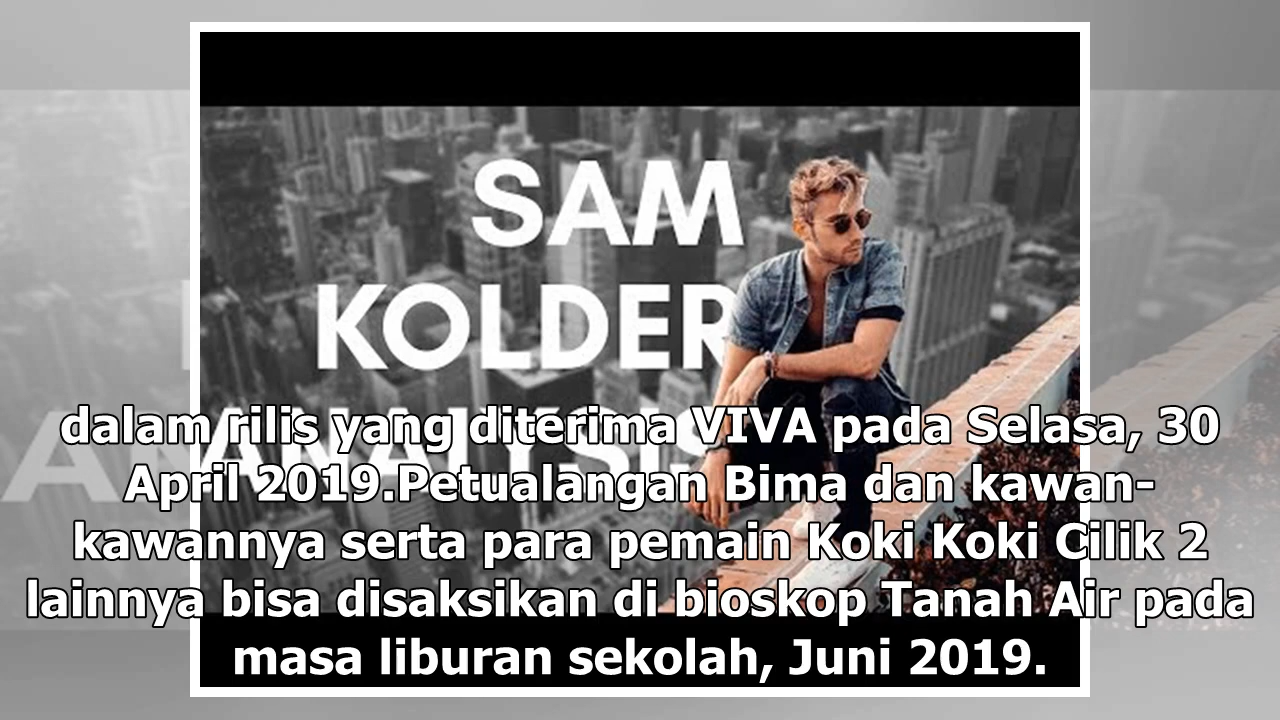 SAM
KOLDER
ANALYSIS
dalam rilis yang diterima VIVA pada Selasa, 30
April 2019.Petualangan Bima dan kawan-
kawannya serta para pemain Koki Koki Cilik 2
lainnya bisa disaksikan di bioskop Tanah Air pada
masa liburan sekolah, Juni 2019.